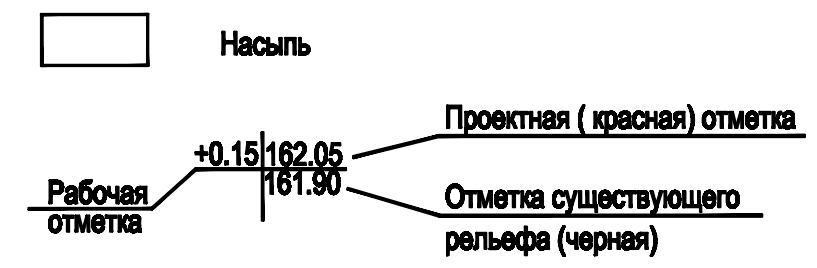 Насыпь
Проектная ( красная) отметка
+0.15 162.05
161.90
Рабочая
отметка
Отметка существующего
рельефа (черная)